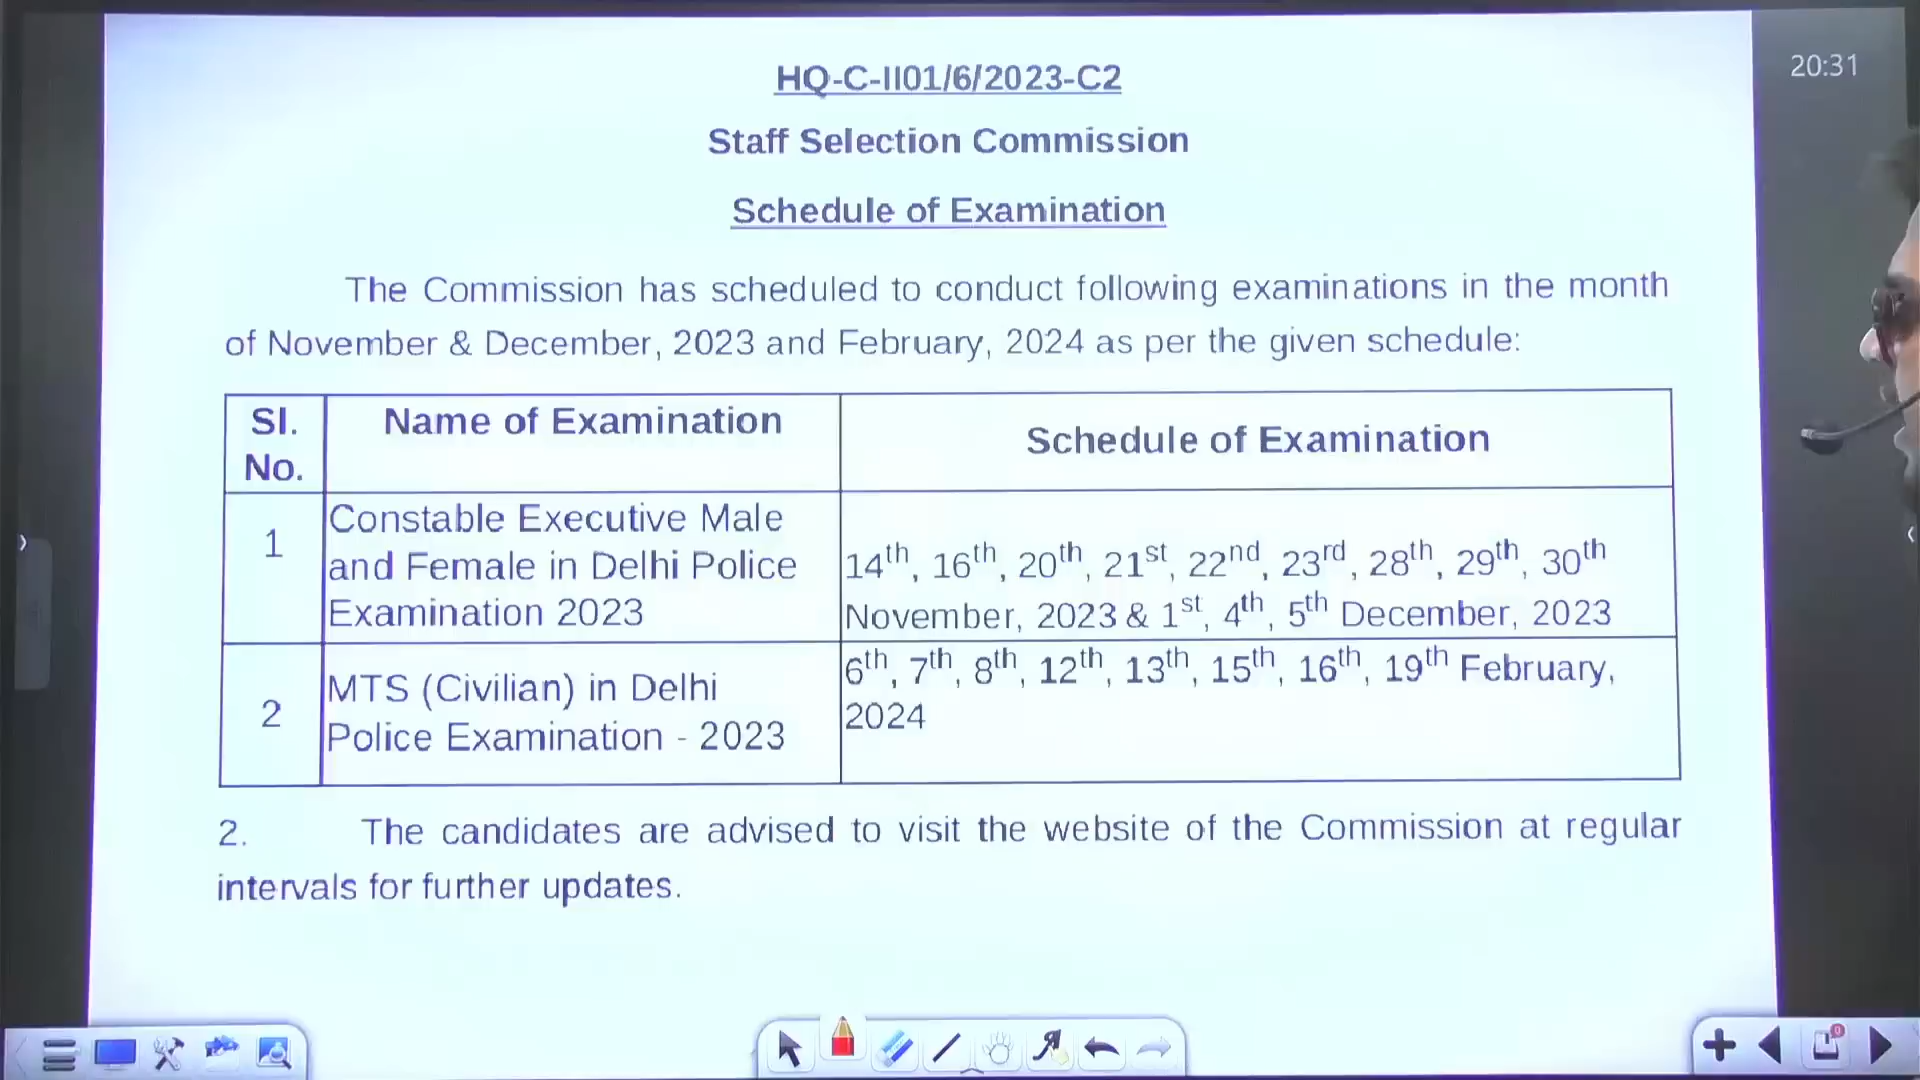 20:31
HQ-C-II01/6/2023-C2
Staff Selection Commission
Schedule of Examination
The Commission has scheduled to conduct following examinations in the month
of November & December, 2023 and February, 2024 as per the given schedule:
Sl. No.
Name of Examination
Schedule of Examination
1
Constable Executive Male
and Female in Delhi Police
Examination 2023
14th, 16th, 20th, 21st, 22nd, 23rd, 28th, 29th, 30th
November, 2023 & 1st, 4th, 5th December, 2023
2
MTS (Civilian) in Delhi
Police Examination - 2023
6th, 7th, 8th, 12th, 13th, 15th, 16th, 19th February,
2024
2. The candidates are advised to visit the website of the Commission at regular
intervals for further updates.
0